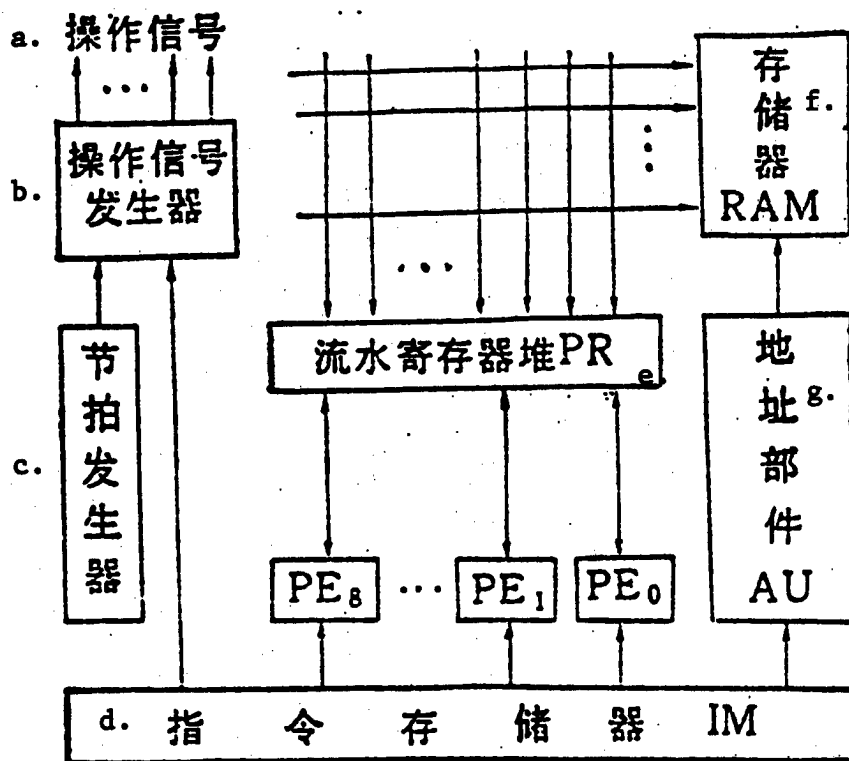 a. 操作信号
b. 操作信号
发生器
c. 节拍发生器
存储器 f.
RAM
流水寄存器堆PR e
地址部件 g.
AU
PE₈ ... PE₁ PE₀
d. 指令存储器 IM